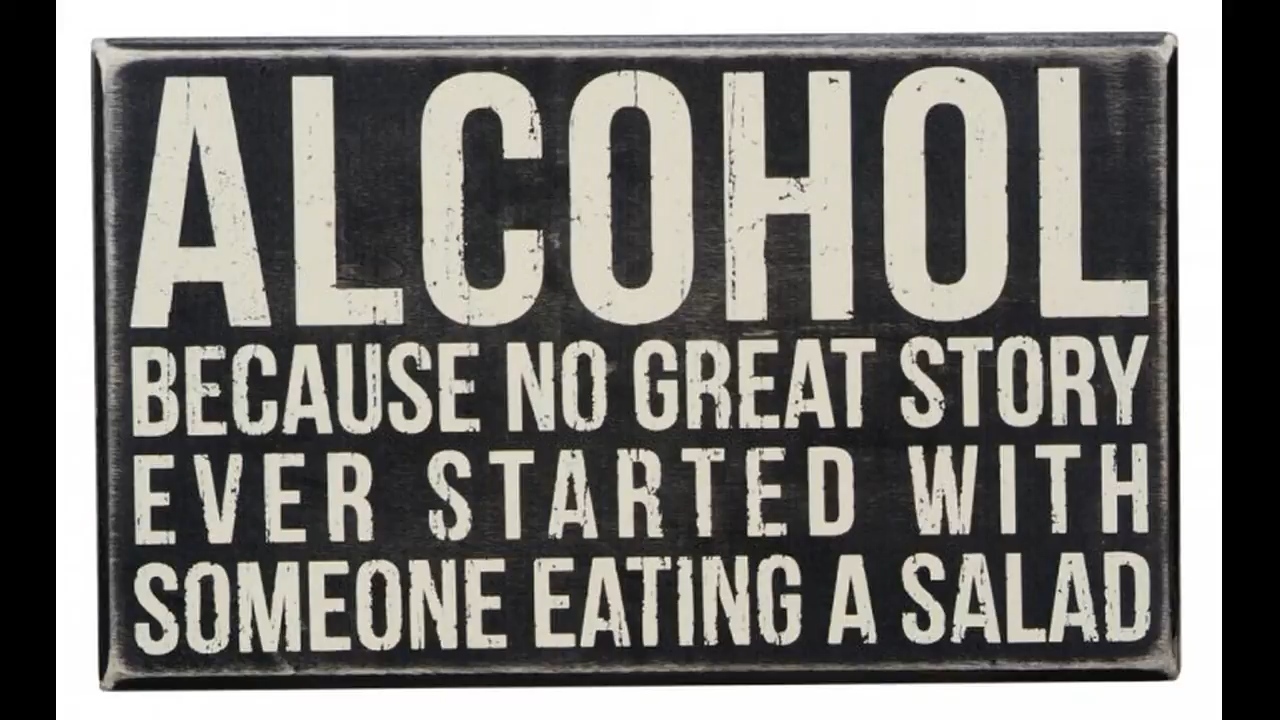 ALCOHOL
BECAUSE NO GREAT STORY
EVER STARTED WITH
SOMEONE EATING A SALAD